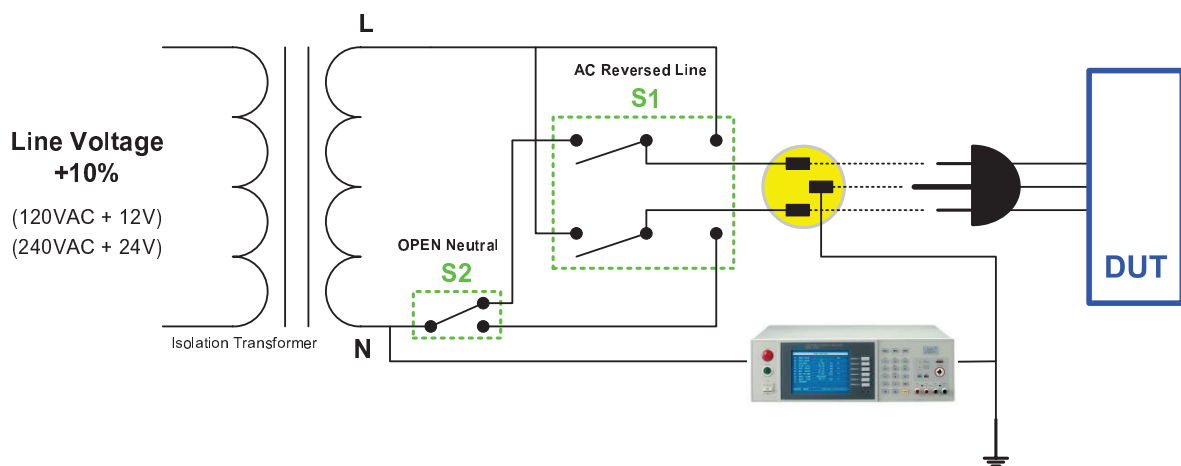 L
AC Reversed Line
S1
Line Voltage
+10%
(120VAC + 12V)
(240VAC + 24V)
OPEN Neutral
S2
DUT
Isolation Transformer
N